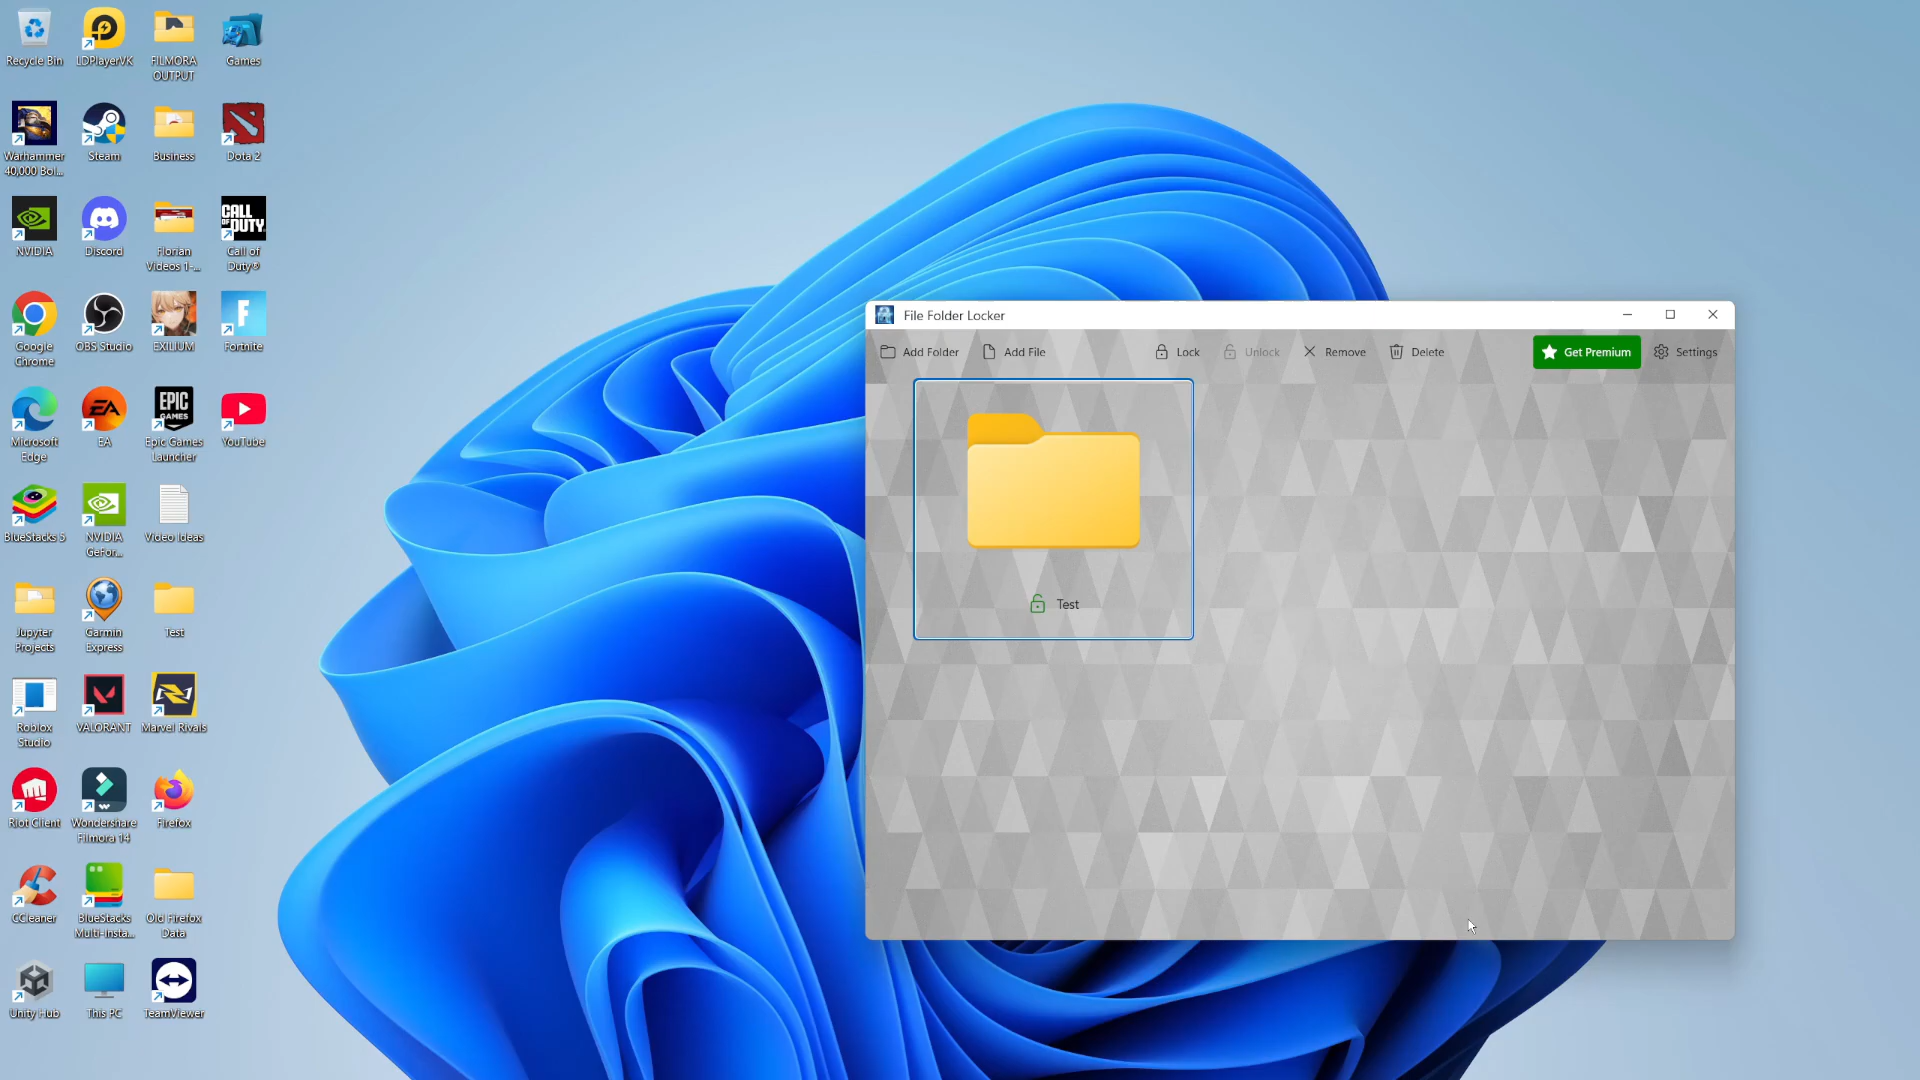 Recycle Bin
LDPlayerVK
FILMORA
OUTPUT
Games
Warhammer
40,000 Bol...
Steam
Business
Dota 2
NVIDIA
Discord
Florian
Videos 1-...
CALL
OF DUTY
Call of
Duty®
Google
Chrome
OBS Studio
EXILIUM
F
Fortnite
Microsoft
Edge
EA
EA
EPIC
GAMES
Epic Games
Launcher
YouTube
BlueStacks 5
NVIDIA
GeFor...
Video Ideas
Jupyter
Projects
Garmin
Express
Test
Roblox
Studio
VALORANT
Marvel Rivals
Riot Client
Wondershare
Filmora 14
Firefox
CCleaner
BlueStacks
Multi-Insta...
Old Firefox
Data
Unity Hub
This PC
TeamViewer
File Folder Locker
Add Folder
Add File
Lock
Unlock
Remove
Delete
Get Premium
Settings
Test